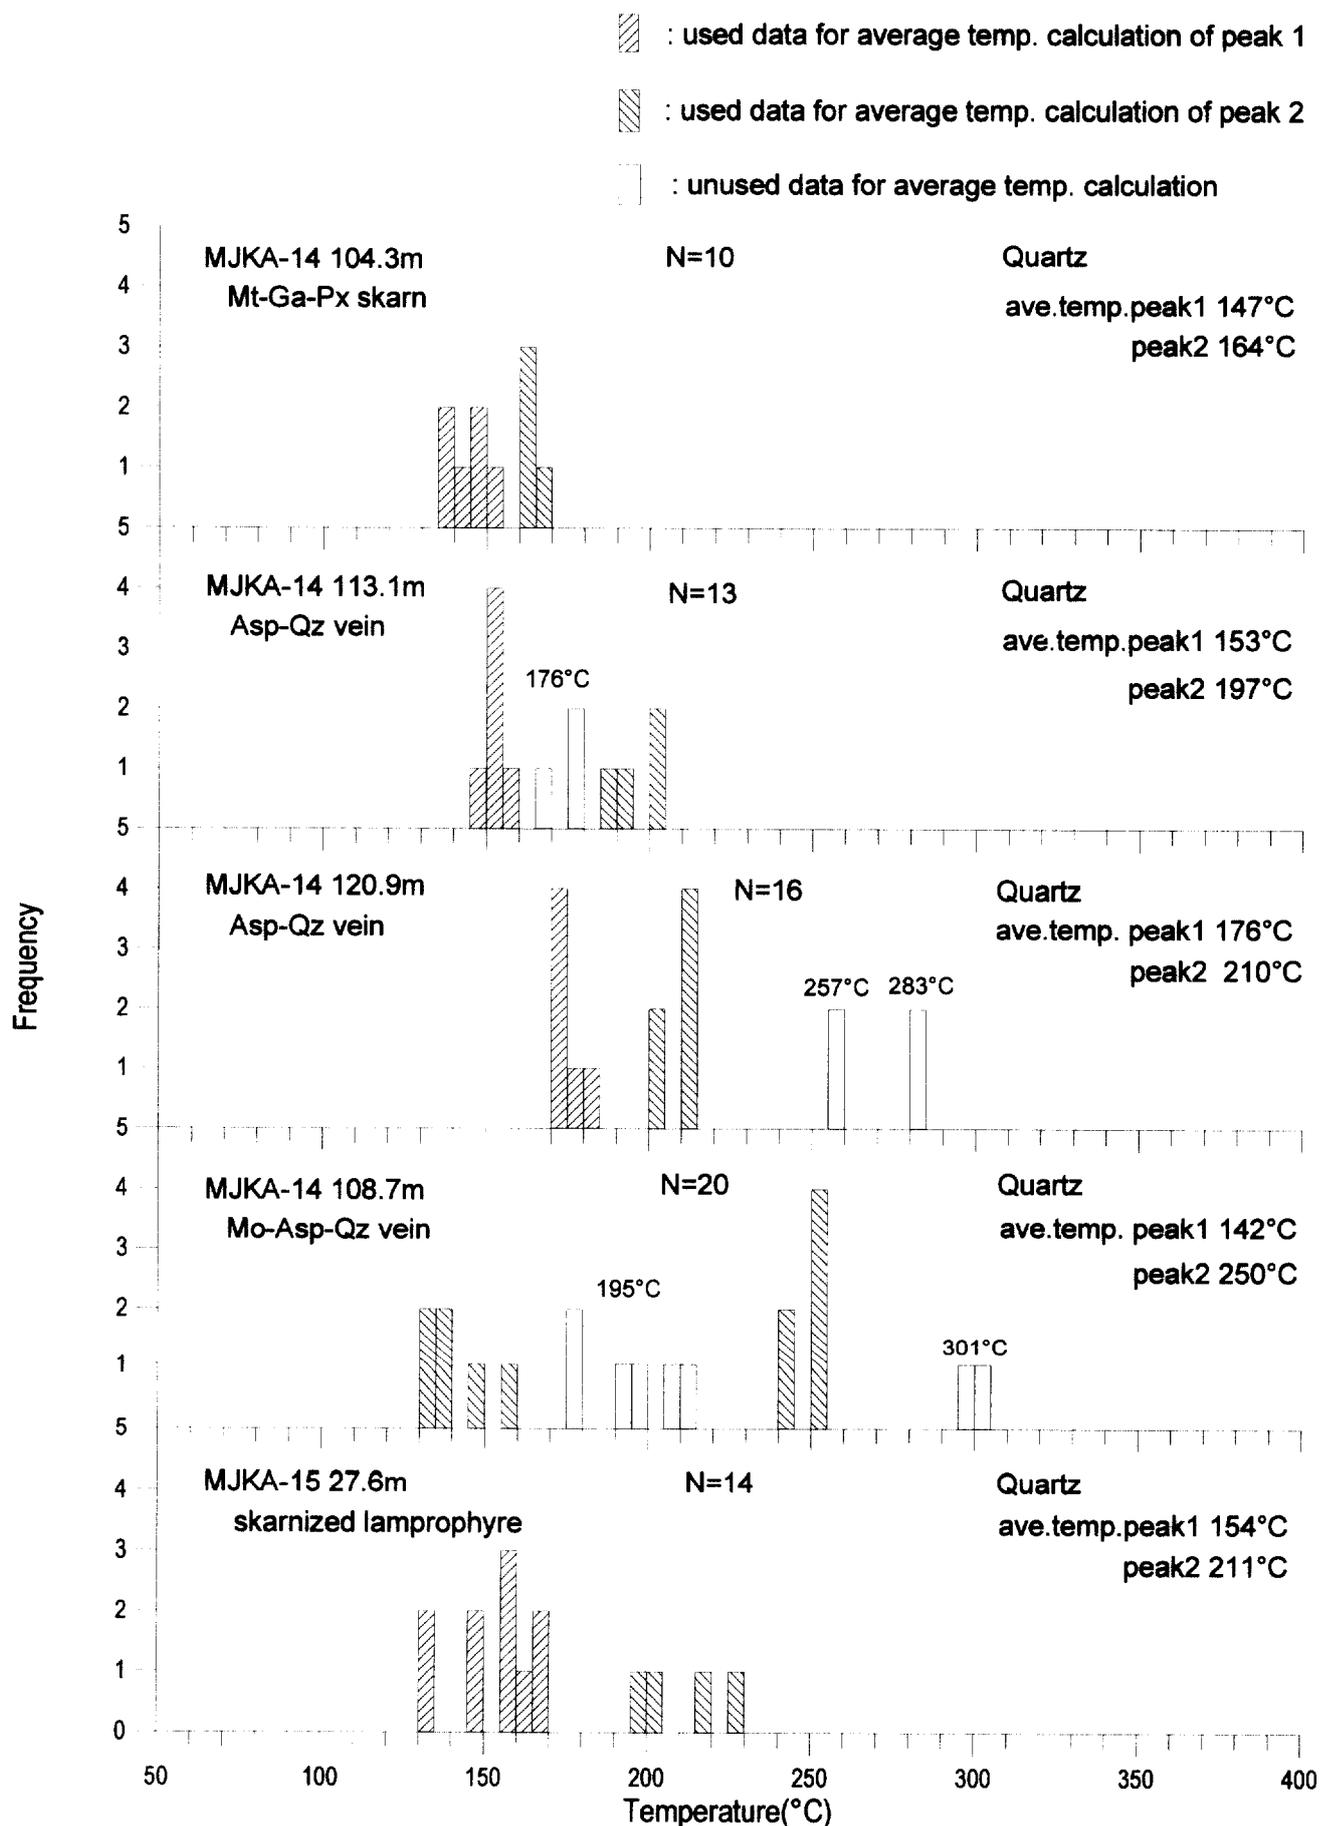 : used data for average temp. calculation of peak 1
: used data for average temp. calculation of peak 2
: unused data for average temp. calculation
5
MJKA-14 104.3m N=10 Quartz
4
Mt-Ga-Px skarn ave.temp.peak1 147°C
3 peak2 164°C
2
1
5
4 MJKA-14 113.1m N=13 Quartz
Asp-Qz vein ave.temp.peak1 153°C
3
176°C peak2 197°C
2
1
5
4 MJKA-14 120.9m N=16 Quartz
Asp-Qz vein ave.temp. peak1 176°C
3 peak2 210°C
257°C 283°C
2
1
5
4 MJKA-14 108.7m N=20 Quartz
Mo-Asp-Qz vein ave.temp. peak1 142°C
3 peak2 250°C
195°C
2
301°C
1
5
4 MJKA-15 27.6m N=14 Quartz
skarnized lamprophyre ave.temp.peak1 154°C
3 peak2 211°C
2
1
0
50 100 150 200 250 300 350 400
Temperature(°C)
Frequency